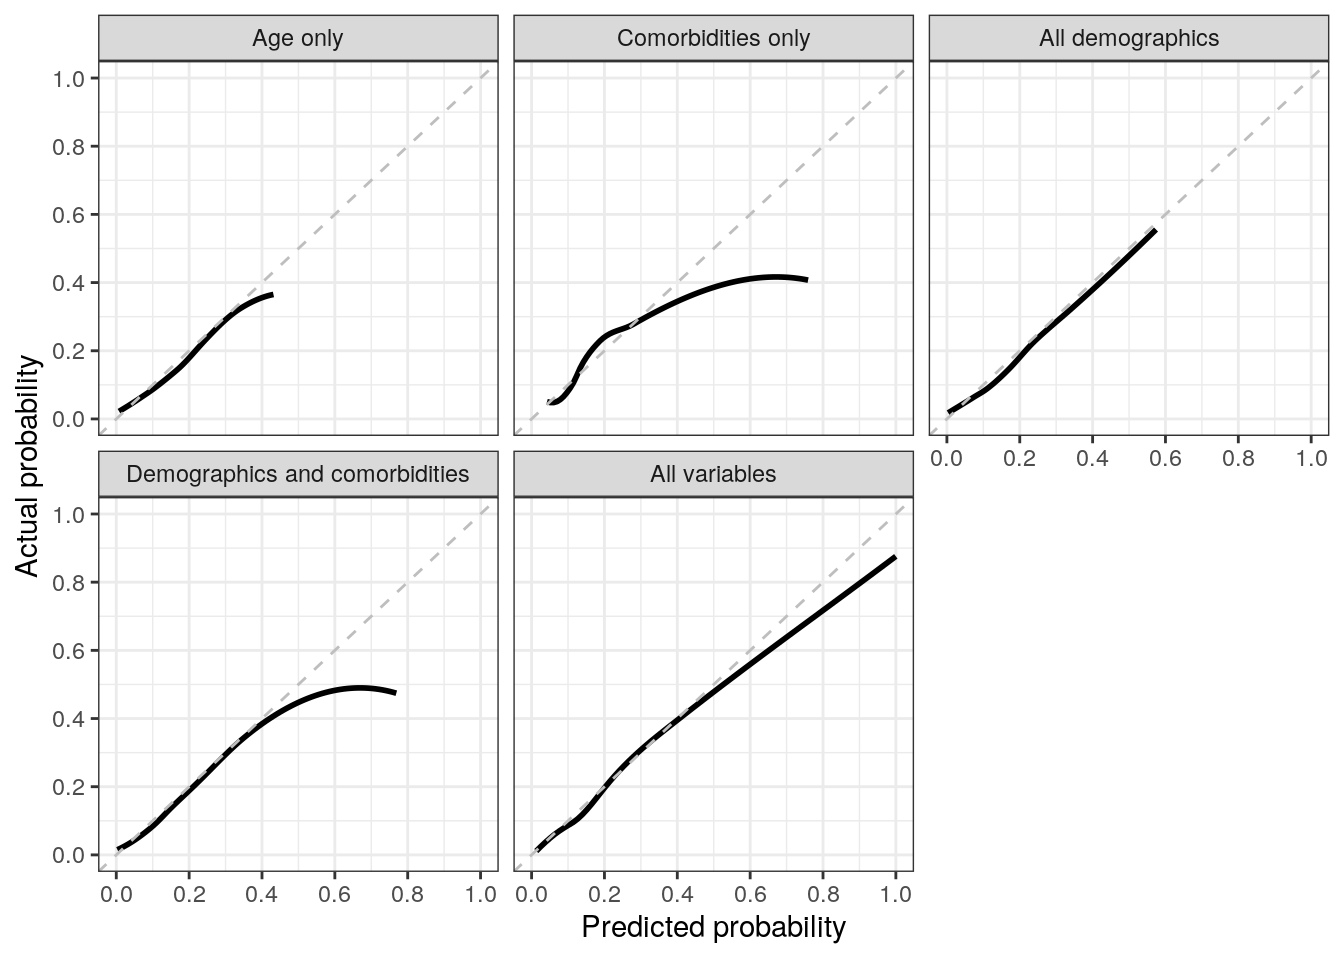 Age only
Comorbidities only
All demographics
1.0
0.8
0.6
0.4
0.2
0.0
0.0 0.2 0.4 0.6 0.8 1.0
Demographics and comorbidities
All variables
1.0
0.8
0.6
0.4
0.2
0.0
0.0 0.2 0.4 0.6 0.8 1.0
0.0 0.2 0.4 0.6 0.8 1.0
Actual probability
Predicted probability